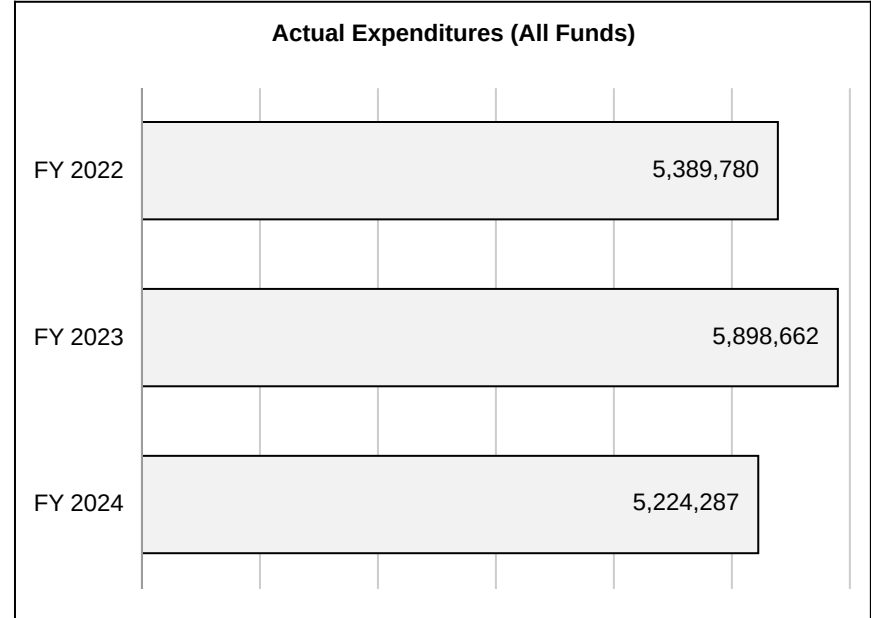 Actual Expenditures (All Funds)
FY 2022 5,389,780
FY 2023 5,898,662
FY 2024 5,224,287